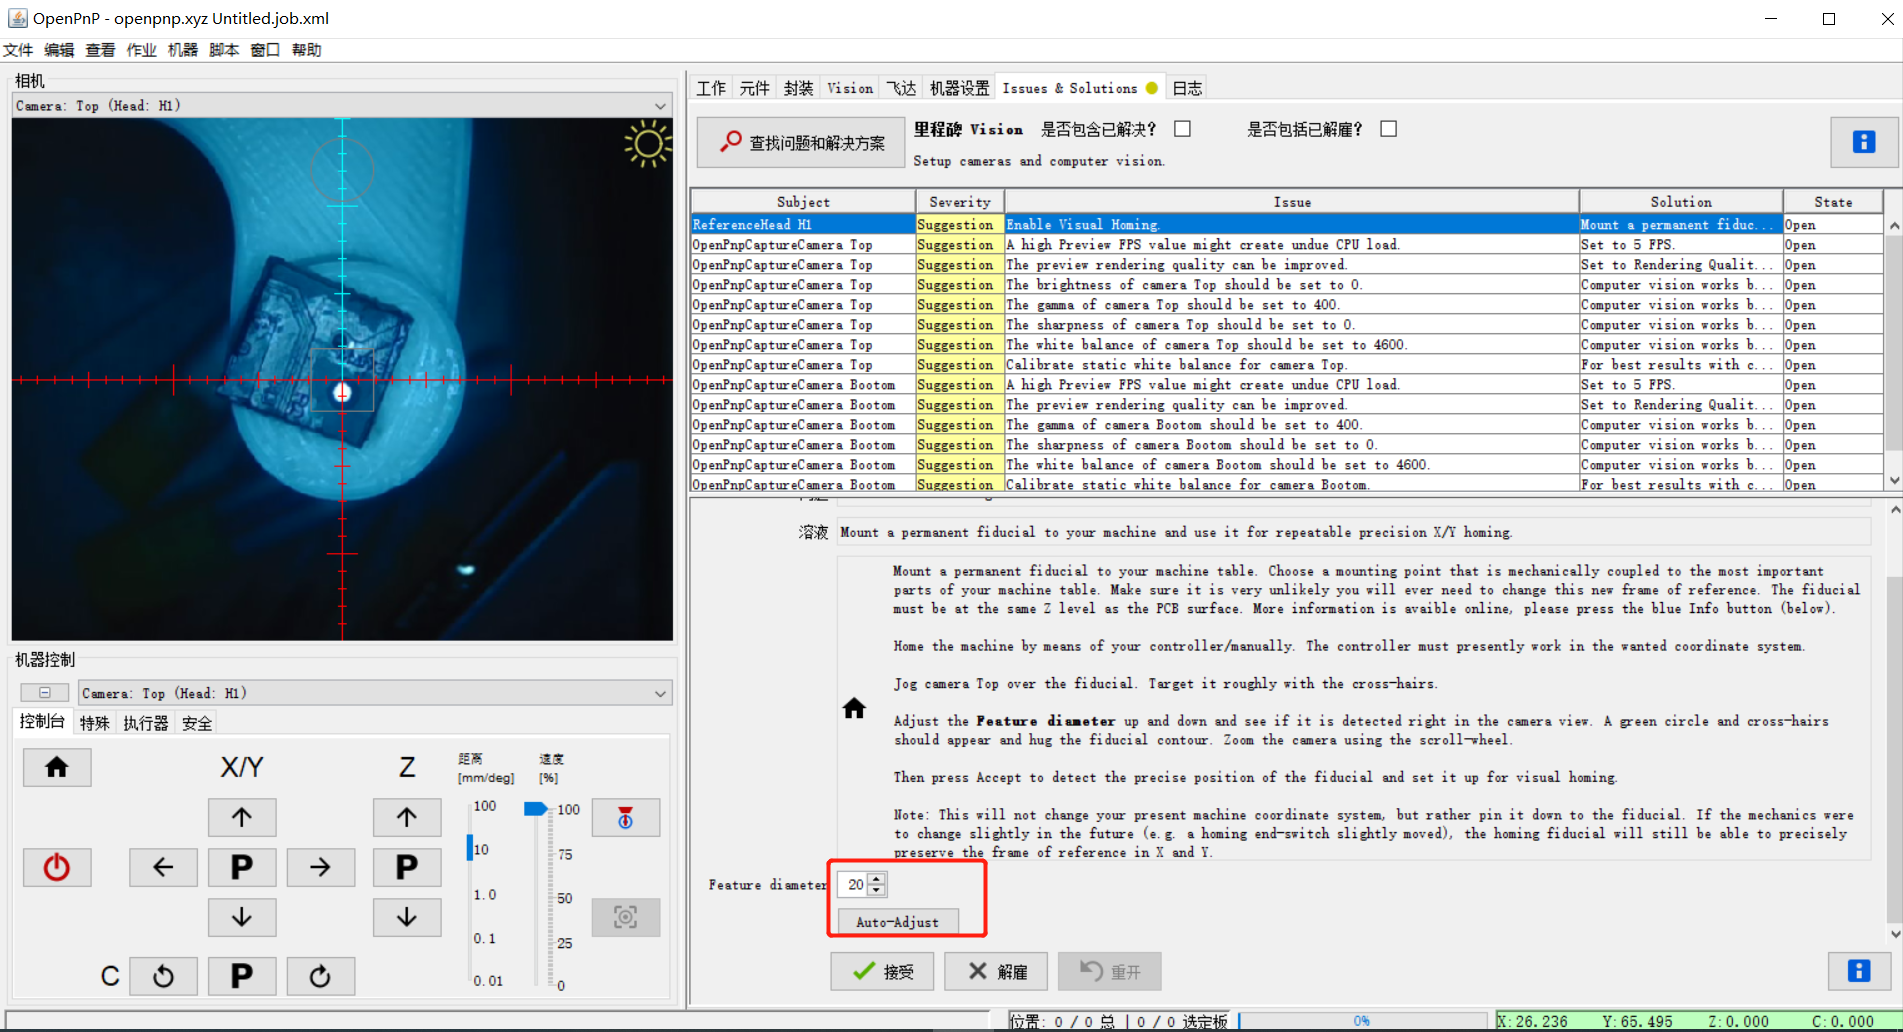 OpenPnP - openpnp.xyz Untitled.job.xml
文件 编辑 查看 作业 机器 脚本 窗口 帮助
相机
Camera: Top (Head: H1)
机器控制
Camera: Top (Head: H1)
控制台 特殊 执行器 安全
X/Y Z
距离
[mm/deg]
速度
[%]
100
10
1.0
0.1
0.01
100
75
50
25
0
P P
C P
工作 元件 封装 Vision 飞达 机器设置 Issues & Solutions 日志
查找问题和解决方案
里程碑 Vision 是否包含已解决? 是否包括已解雇?
Setup cameras and computer vision.
Subject Severity Issue Solution State
ReferenceHead H1 Suggestion Enable Visual Homing. Mount a permanent fiduc... Open
OpenPnpCaptureCamera Top Suggestion A high Preview FPS value might create undue CPU load. Set to 5 FPS. Open
OpenPnpCaptureCamera Top Suggestion The preview rendering quality can be improved. Set to Rendering Qualit... Open
OpenPnpCaptureCamera Top Suggestion The brightness of camera Top should be set to 0. Computer vision works b... Open
OpenPnpCaptureCamera Top Suggestion The gamma of camera Top should be set to 400. Computer vision works b... Open
OpenPnpCaptureCamera Top Suggestion The sharpness of camera Top should be set to 0. Computer vision works b... Open
OpenPnpCaptureCamera Top Suggestion The white balance of camera Top should be set to 4600. Computer vision works b... Open
OpenPnpCaptureCamera Top Suggestion Calibrate static white balance for camera Top. For best results with c... Open
OpenPnpCaptureCamera Bootom Suggestion A high Preview FPS value might create undue CPU load. Set to 5 FPS. Open
OpenPnpCaptureCamera Bootom Suggestion The preview rendering quality can be improved. Set to Rendering Qualit... Open
OpenPnpCaptureCamera Bootom Suggestion The gamma of camera Bootom should be set to 400. Computer vision works b... Open
OpenPnpCaptureCamera Bootom Suggestion The sharpness of camera Bootom should be set to 0. Computer vision works b... Open
OpenPnpCaptureCamera Bootom Suggestion The white balance of camera Bootom should be set to 4600. Computer vision works b... Open
OpenPnpCaptureCamera Bootom Suggestion Calibrate static white balance for camera Bootom. For best results with c... Open
溶液 Mount a permanent fiducial to your machine and use it for repeatable precision X/Y homing.
Mount a permanent fiducial to your machine table. Choose a mounting point that is mechanically coupled to the most important
parts of your machine table. Make sure it is very unlikely you will ever need to change this new frame of reference. The fiducial
must be at the same Z level as the PCB surface. More information is avaible online, please press the blue Info button (below).
Home the machine by means of your controller/manually. The controller must presently work in the wanted coordinate system.
Jog camera Top over the fiducial. Target it roughly with the cross-hairs.
Adjust the Feature diameter up and down and see if it is detected right in the camera view. A green circle and cross-hairs
should appear and hug the fiducial contour. Zoom the camera using the scroll-wheel.
Then press Accept to detect the precise position of the fiducial and set it up for visual homing.
Note: This will not change your present machine coordinate system, but rather pin it down to the fiducial. If the mechanics were
to change slightly in the future (e.g. a homing end-switch slightly moved), the homing fiducial will still be able to precisely
preserve the frame of reference in X and Y.
Feature diameter 20
Auto-Adjust
接受 解雇 重开
位置: 0 / 0 总 | 0 / 0 选定板 0% X:26.236 Y:65.495 Z:0.000 C:0.000